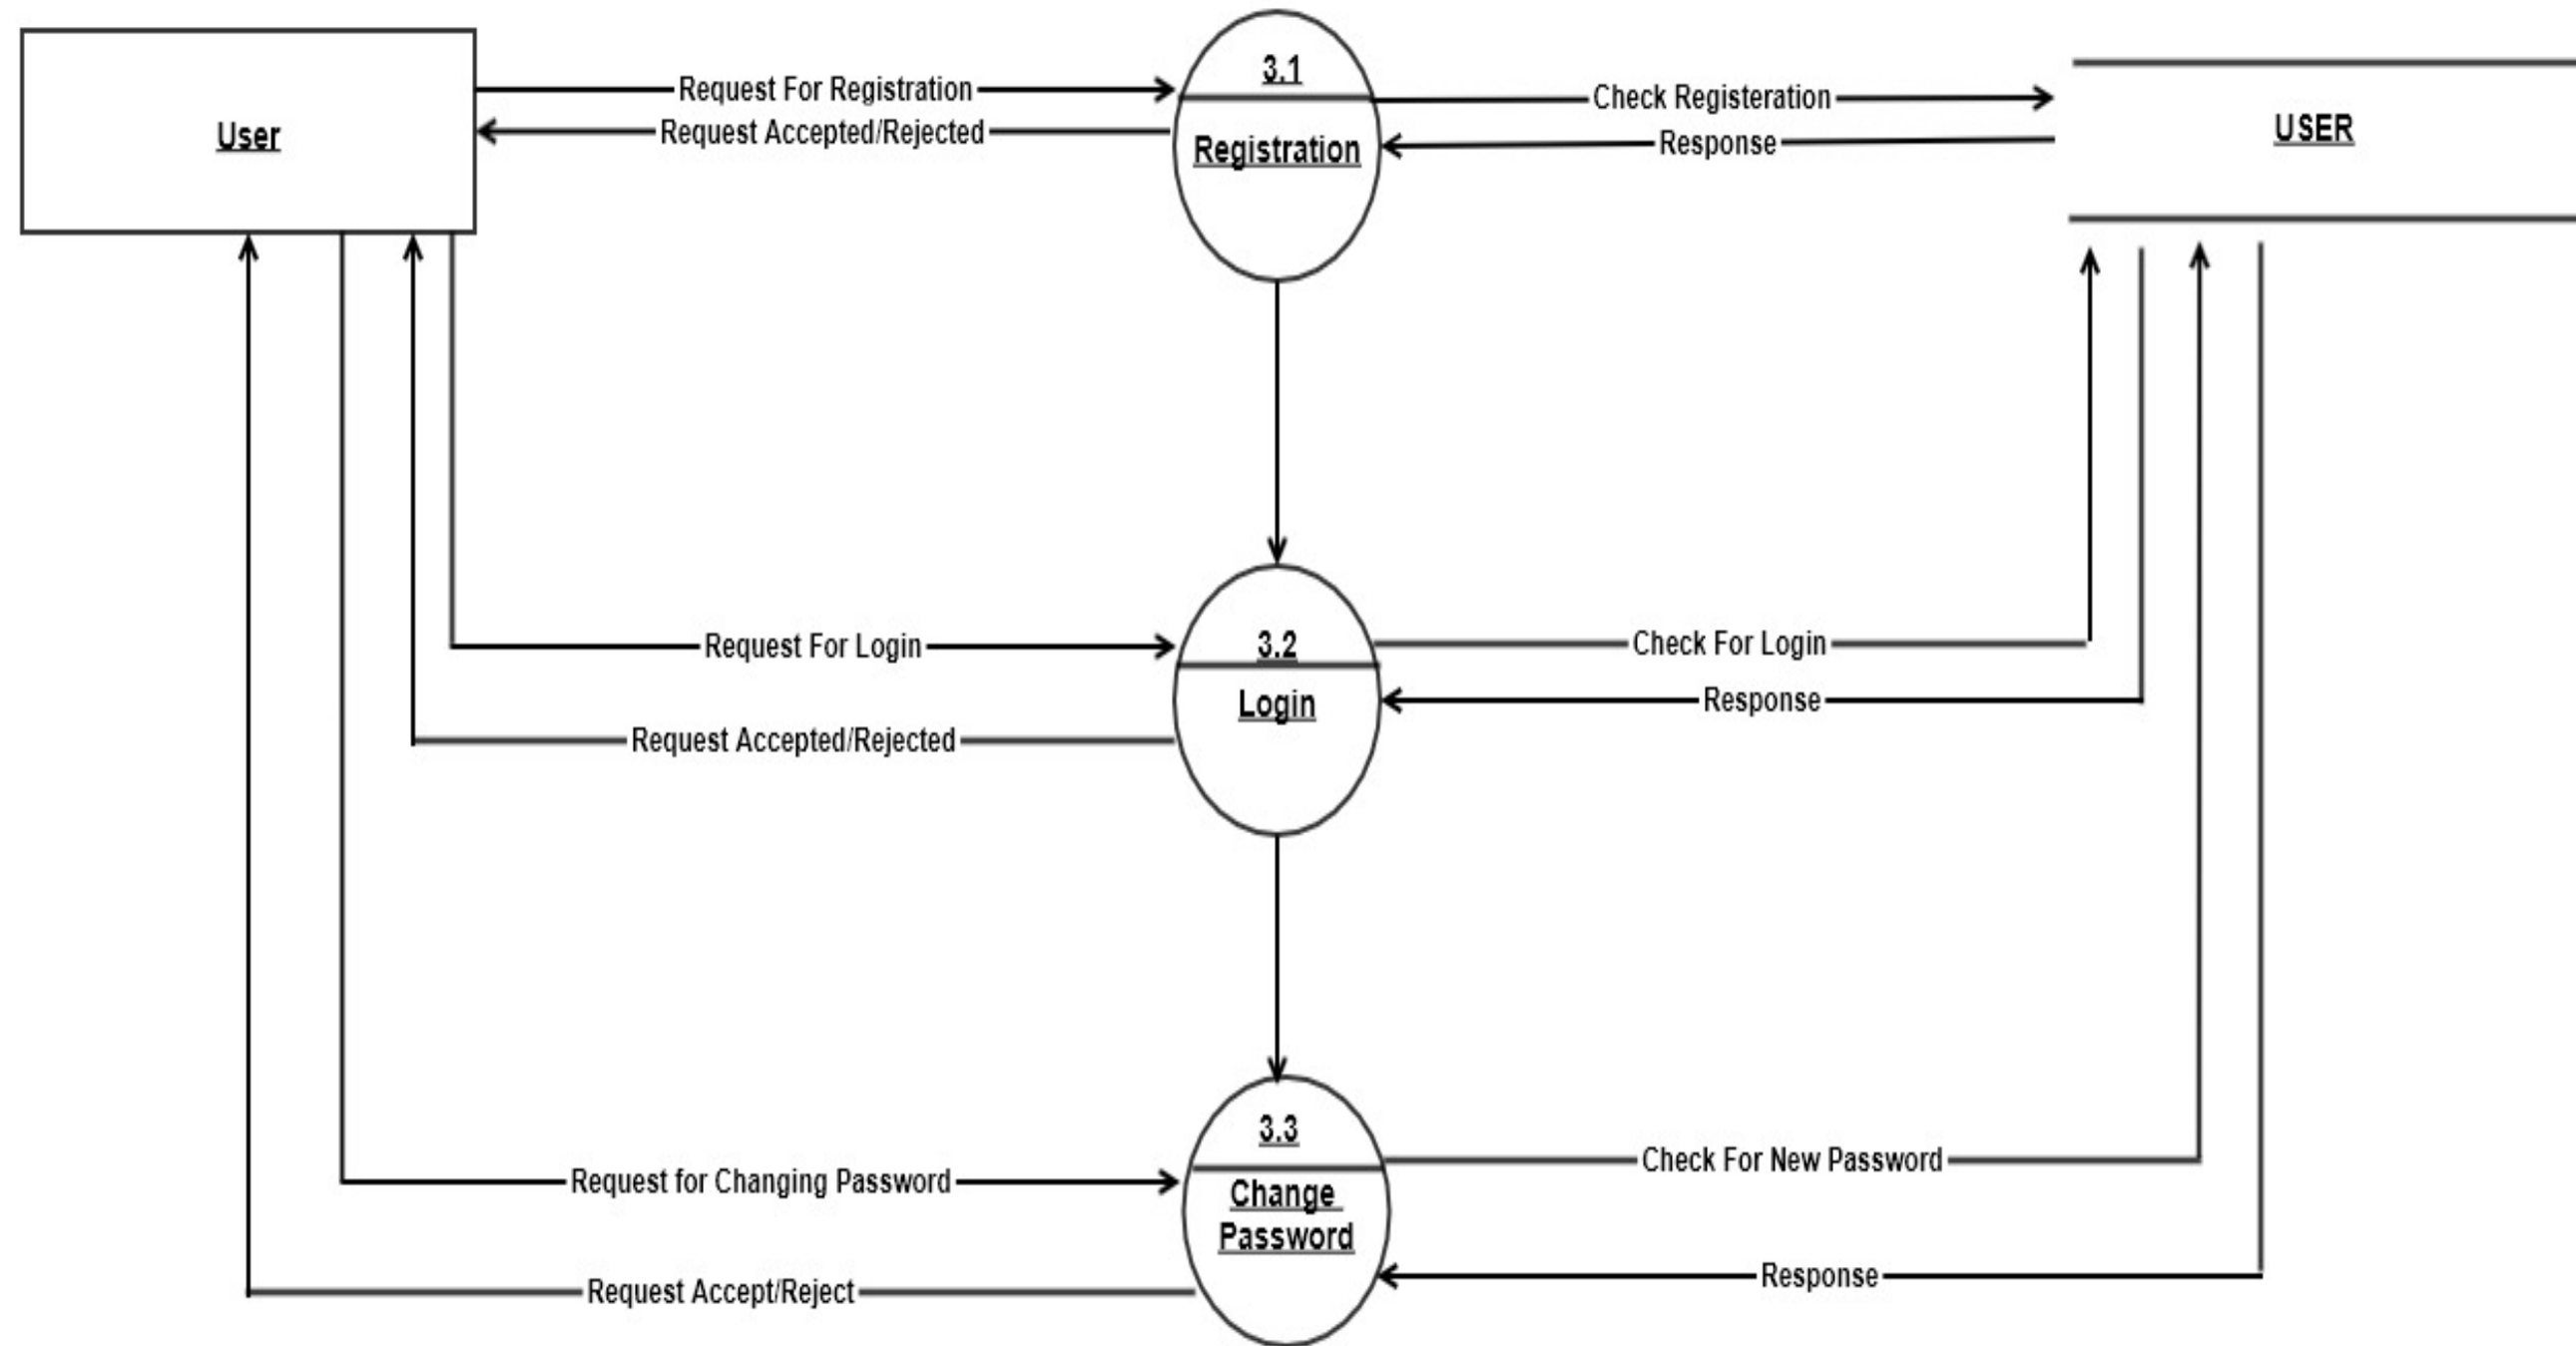 3.1
Request For Registration
Check Registeration
User
Request Accepted/Rejected
Registration
Response
USER
3.2
Request For Login
Check For Login
Login
Response
Request Accepted/Rejected
3.3
Check For New Password
Request for Changing Password
Change
Password
Response
Request Accept/Reject